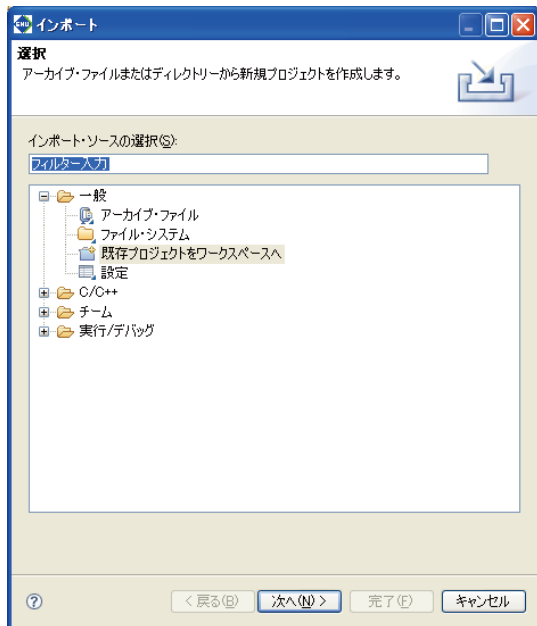 インポート
選択
アーカイブ・ファイルまたはディレクトリーから新規プロジェクトを作成します。
インポート・ソースの選択(S):
フィルター入力
一般
アーカイブ・ファイル
ファイル・システム
既存プロジェクトをワークスペースへ
設定
C/C++
チーム
実行/デバッグ
< 戻る(B) 次へ(N) > 完了(F) キャンセル